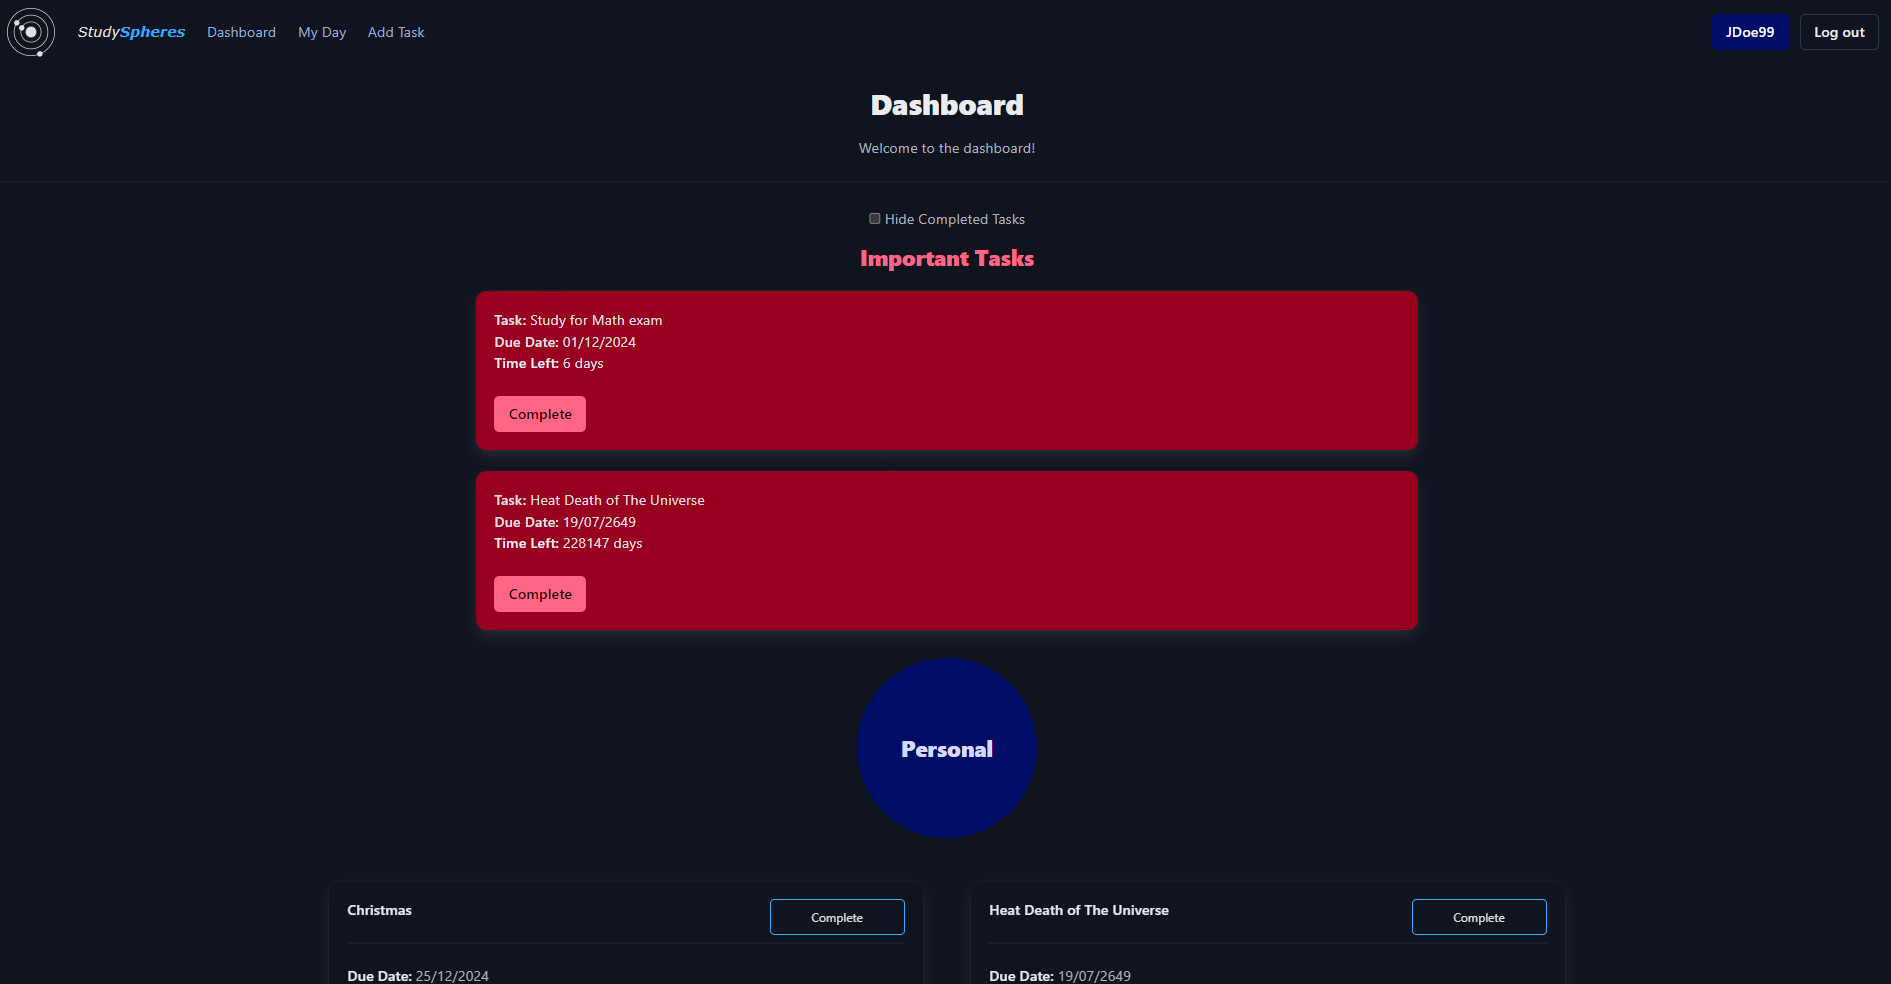 StudySpheres Dashboard My Day Add Task JDoe99 Log out
Dashboard
Welcome to the dashboard!
Hide Completed Tasks
Important Tasks
Task: Study for Math exam
Due Date: 01/12/2024
Time Left: 6 days
Complete
Task: Heat Death of The Universe
Due Date: 19/07/2649
Time Left: 228147 days
Complete
Personal
Christmas
Complete
Due Date: 25/12/2024
Heat Death of The Universe
Complete
Due Date: 19/07/2649